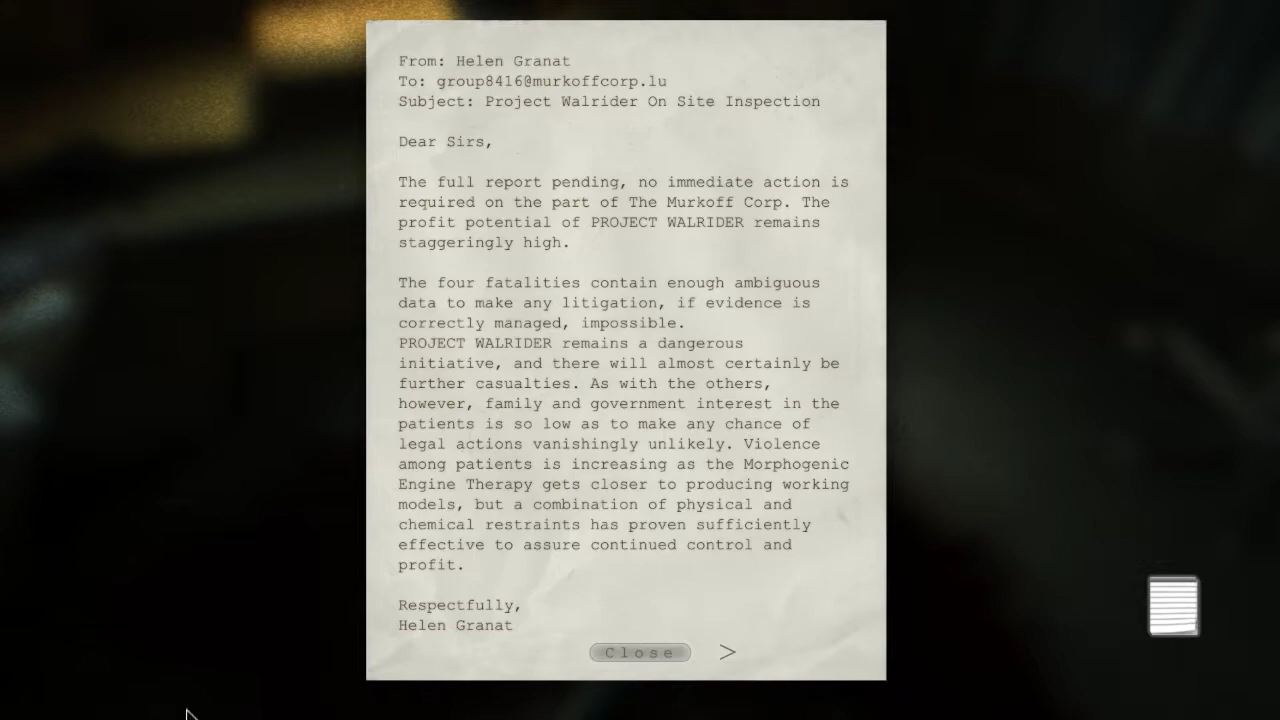 From: Helen Granat
To: group8416@murkoffcorp.lu
Subject: Project Walrider On Site Inspection
Dear Sirs,
The full report pending, no immediate action is
required on the part of The Murkoff Corp. The
profit potential of PROJECT WALRIDER remains
staggeringly high.
The four fatalities contain enough ambiguous
data to make any litigation, if evidence is
correctly managed, impossible.
PROJECT WALRIDER remains a dangerous
initiative, and there will almost certainly be
further casualties. As with the others,
however, family and government interest in the
patients is so low as to make any chance of
legal actions vanishingly unlikely. Violence
among patients is increasing as the Morphogenic
Engine Therapy gets closer to producing working
models, but a combination of physical and
chemical restraints has proven sufficiently
effective to assure continued control and
profit.
Respectfully,
Helen Granat
Close >